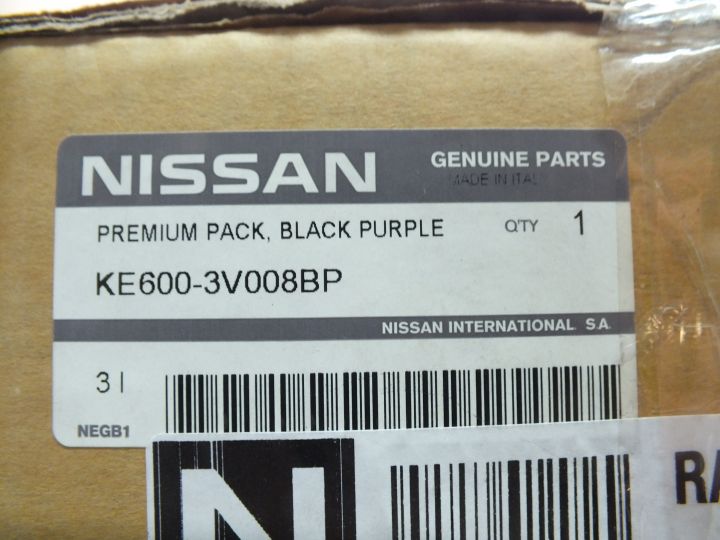 NISSAN
GENUINE PARTS
MADE IN ITALY
PREMIUM PACK, BLACK PURPLE Q'TY 1
KE600-3V008BP
NISSAN INTERNATIONAL S.A.
3 I
NEGB1
N
RA